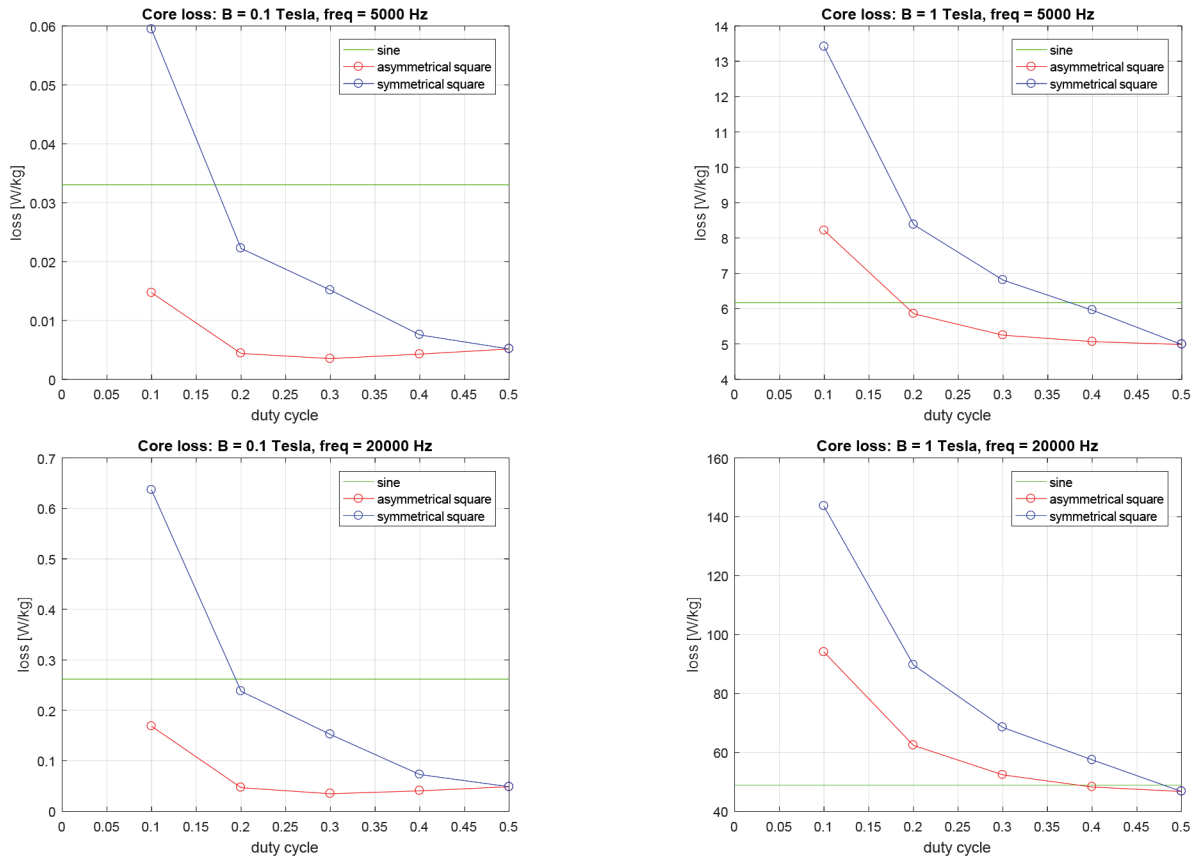 Core loss: B = 0.1 Tesla, freq = 5000 Hz
0.06
0.05
0.04
0.03
0.02
0.01
0
loss [W/kg]
sine
asymmetrical square
symmetrical square
0 0.05 0.1 0.15 0.2 0.25 0.3 0.35 0.4 0.45 0.5
duty cycle
Core loss: B = 1 Tesla, freq = 5000 Hz
14
13
12
11
10
9
8
7
6
5
4
loss [W/kg]
sine
asymmetrical square
symmetrical square
0 0.05 0.1 0.15 0.2 0.25 0.3 0.35 0.4 0.45 0.5
duty cycle
Core loss: B = 0.1 Tesla, freq = 20000 Hz
0.7
0.6
0.5
0.4
0.3
0.2
0.1
0
loss [W/kg]
sine
asymmetrical square
symmetrical square
0 0.05 0.1 0.15 0.2 0.25 0.3 0.35 0.4 0.45 0.5
duty cycle
Core loss: B = 1 Tesla, freq = 20000 Hz
160
140
120
100
80
60
40
loss [W/kg]
sine
asymmetrical square
symmetrical square
0 0.05 0.1 0.15 0.2 0.25 0.3 0.35 0.4 0.45 0.5
duty cycle